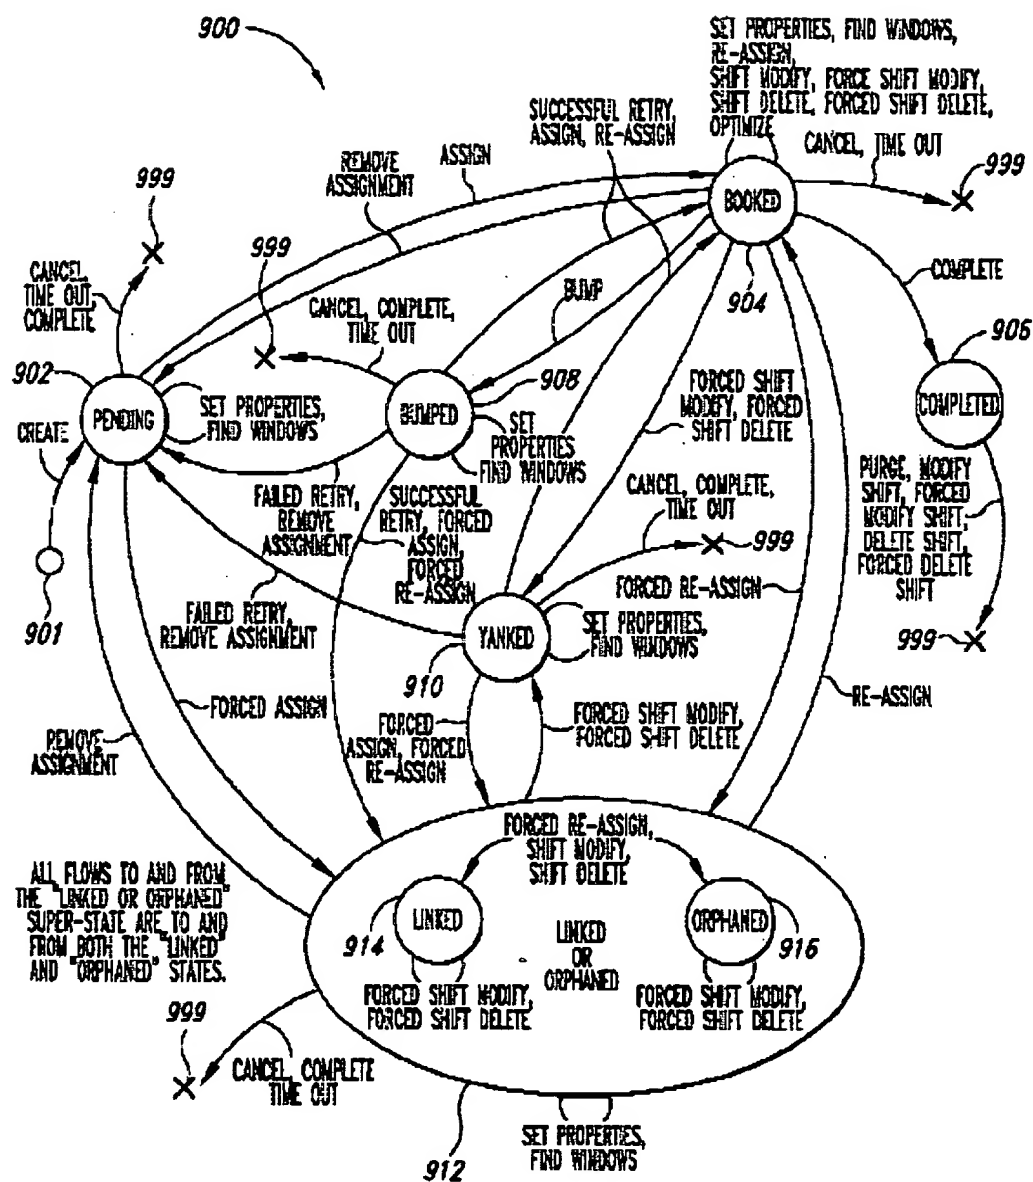 900
SET PROPERTIES, FIND WINDOWS,
RE-ASSIGN,
SHIFT MODIFY, FORCE SHIFT MODIFY,
SHIFT DELETE, FORCED SHIFT DELETE,
OPTIMIZE
SUCCESSFUL RETRY,
ASSIGN, RE-ASSIGN
CANCEL, TIME OUT
999
ASSIGN
REMOVE
ASSIGNMENT
999
BOOKED
904
999
CANCEL,
TIME OUT,
COMPLETE
CANCEL, COMPLETE,
TIME OUT
BUMP
COMPLETE
906
902
PENDING
SET PROPERTIES,
FIND WINDOWS
908
BUMPED
SET
PROPERTIES
FIND WINDOWS
FORCED SHIFT
MODIFY, FORCED
SHIFT DELETE
COMPLETED
CREATE
901
FAILED RETRY,
REMOVE
ASSIGNMENT
SUCCESSFUL
RETRY, FORCED
ASSIGN,
FORCED
RE-ASSIGN
CANCEL, COMPLETE,
TIME OUT
999
PURGE, MODIFY
SHIFT, FORCED
MODIFY SHIFT,
DELETE SHIFT,
FORCED DELETE
SHIFT
999
FAILED RETRY,
REMOVE ASSIGNMENT
FORCED RE-ASSIGN
YANKED
910
SET PROPERTIES,
FIND WINDOWS
RE-ASSIGN
FORCED ASSIGN
REMOVE
ASSIGNMENT
FORCED
ASSIGN, FORCED
RE-ASSIGN
FORCED SHIFT MODIFY,
FORCED SHIFT DELETE
FORCED RE-ASSIGN,
SHIFT MODIFY,
SHIFT DELETE
ALL FLOWS TO AND FROM
THE "LINKED OR ORPHANED"
SUPER-STATE ARE TO AND
FROM BOTH THE "LINKED"
AND "ORPHANED" STATES.
LINKED
914
LINKED
OR
ORPHANED
ORPHANED
916
FORCED SHIFT MODIFY,
FORCED SHIFT DELETE
FORCED SHIFT MODIFY,
FORCED SHIFT DELETE
999
CANCEL, COMPLETE
TIME OUT
912
SET PROPERTIES,
FIND WINDOWS